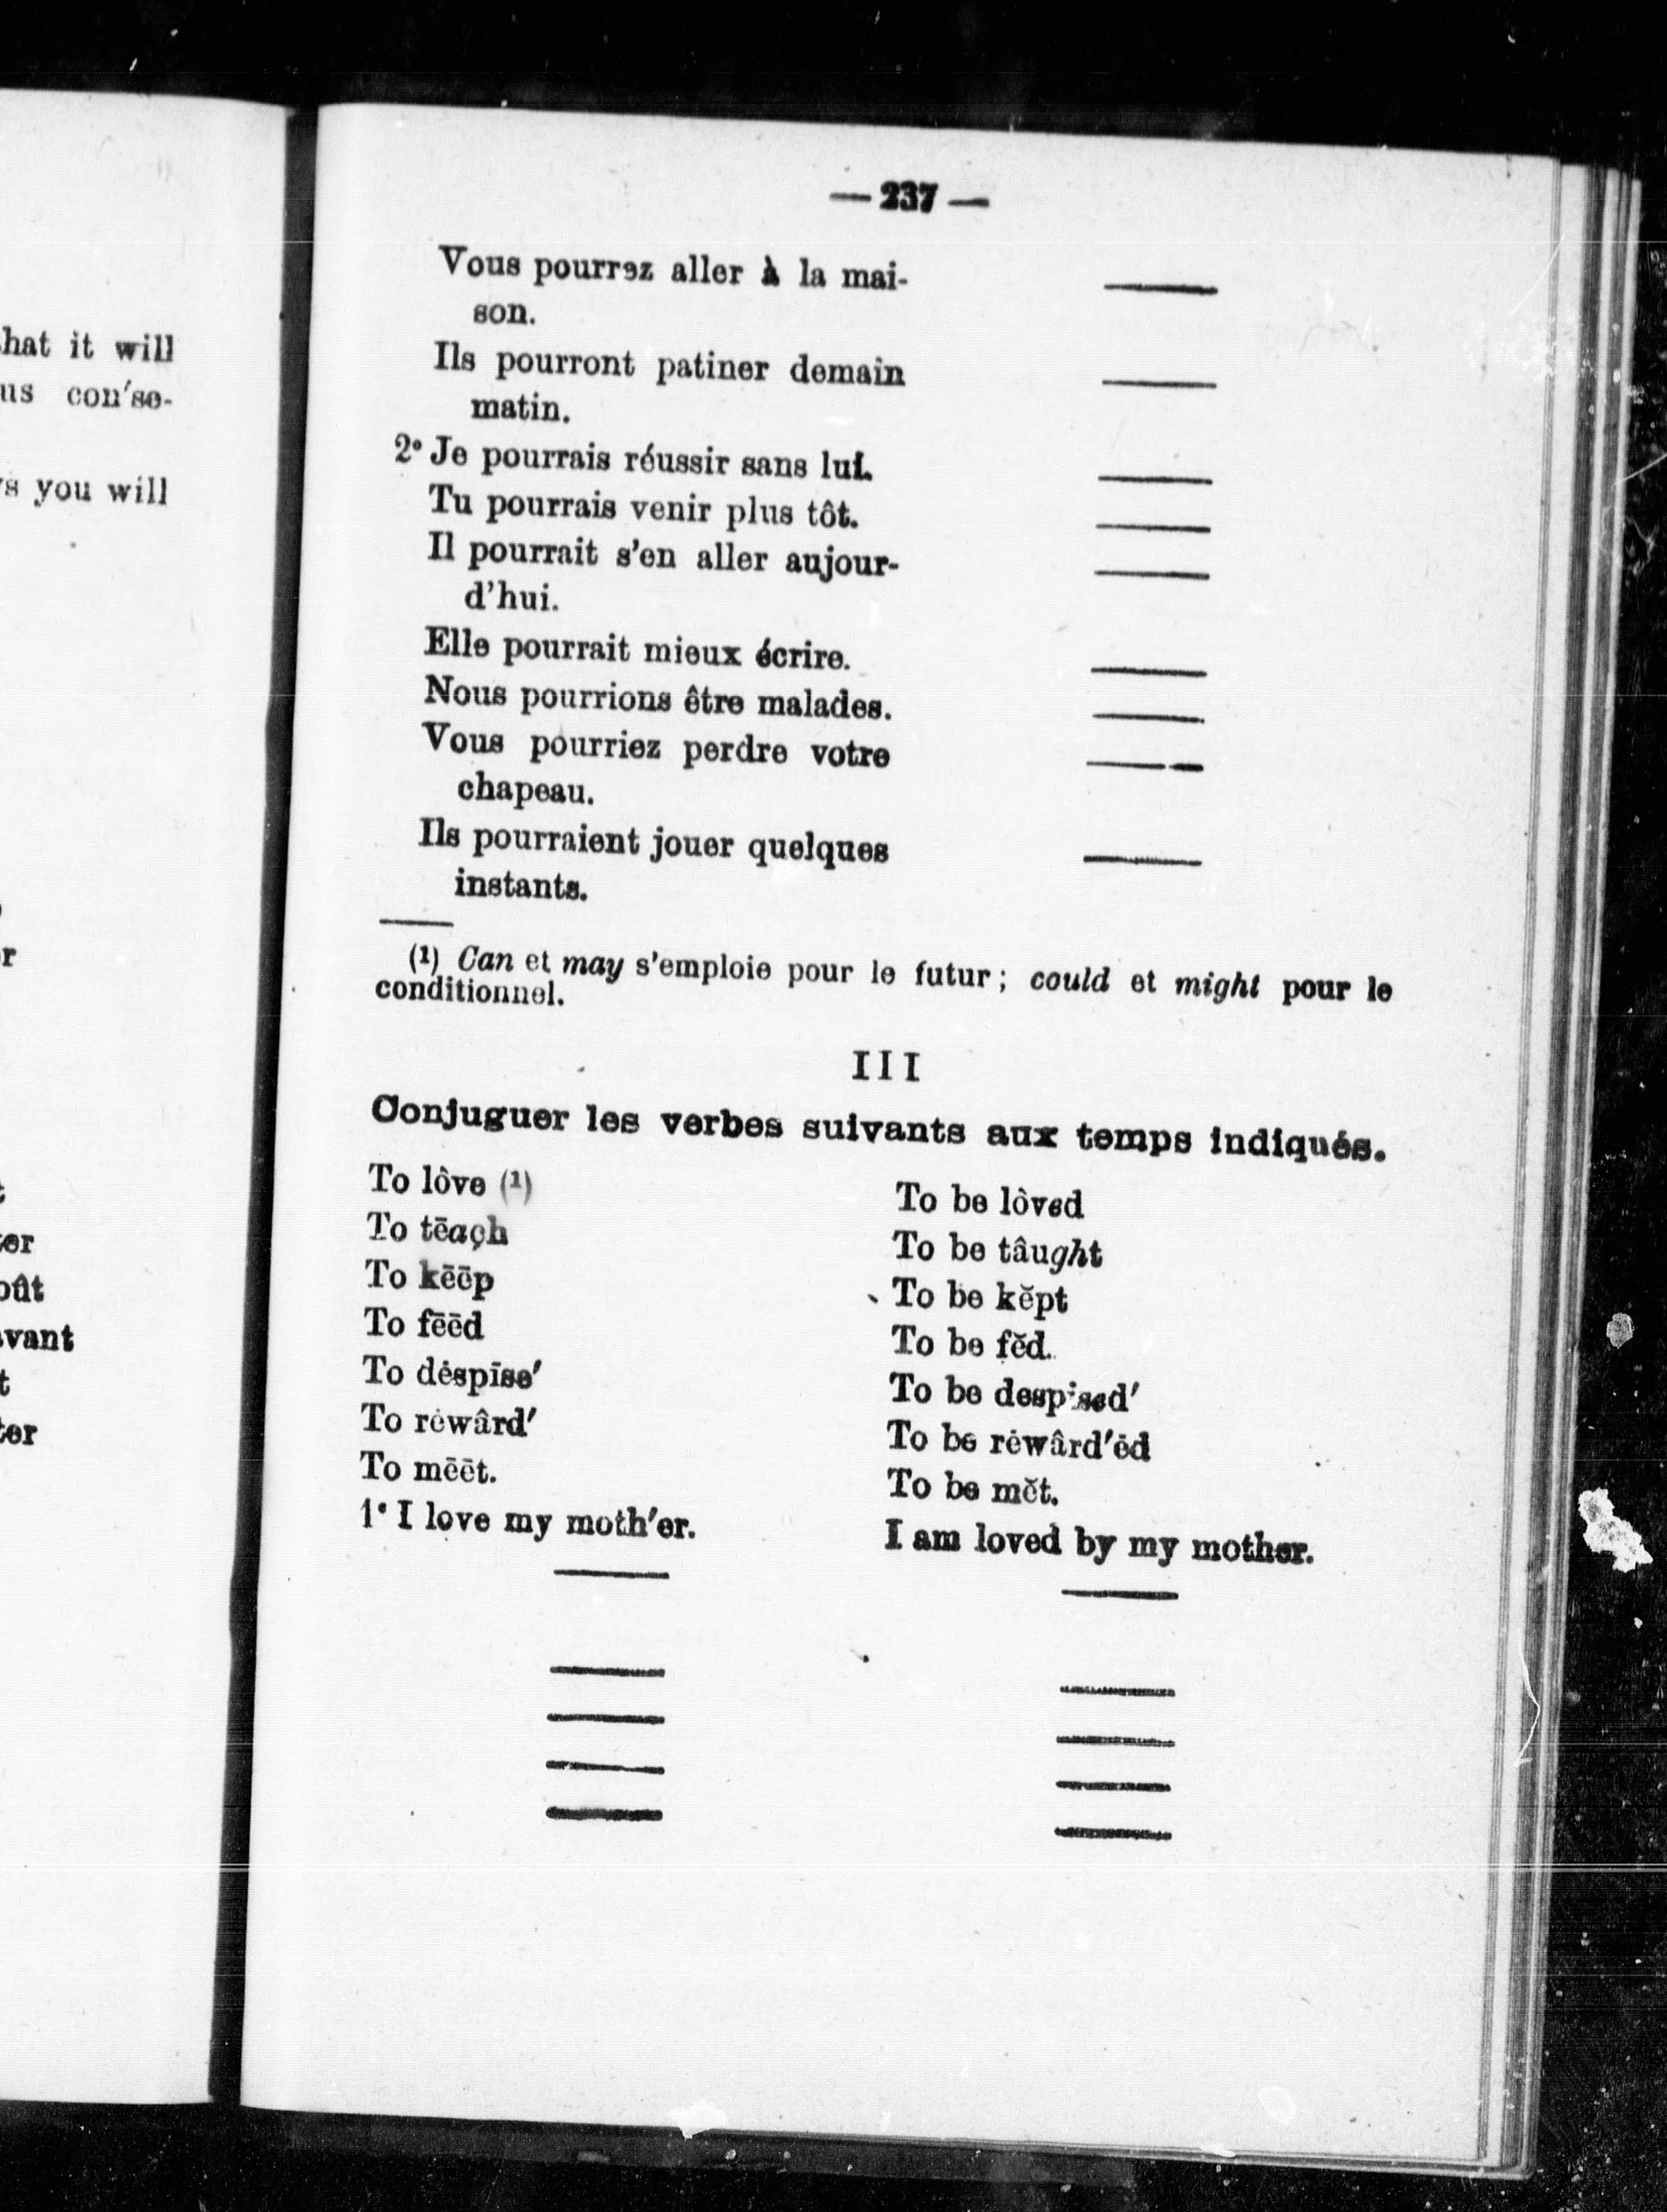 hat it will
us con′se-
s you will
r
er
oût
vant
t
er
— 237 —
Vous pourrez aller à la mai-
son.
Ils pourront patiner demain
matin.
2° Je pourrais réussir sans lui.
Tu pourrais venir plus tôt.
Il pourrait s'en aller aujour-
d'hui.
Elle pourrait mieux écrire.
Nous pourrions être malades.
Vous pourriez perdre votre
chapeau.
Ils pourraient jouer quelques
instants.
(1) Can et may s'emploie pour le futur ; could et might pour le
conditionnel.
III
Conjuguer les verbes suivants aux temps indiqués.
To lôve (1)
To tēaçh
To kēēp
To fēēd
To dėspīse′
To rėwârd′
To mēēt.
1° I love my moth′er.
To be lôved
To be tâught
To be kĕpt
To be fĕd.
To be despised′
To be rėwârd′ėd
To be mĕt.
I am loved by my mother.